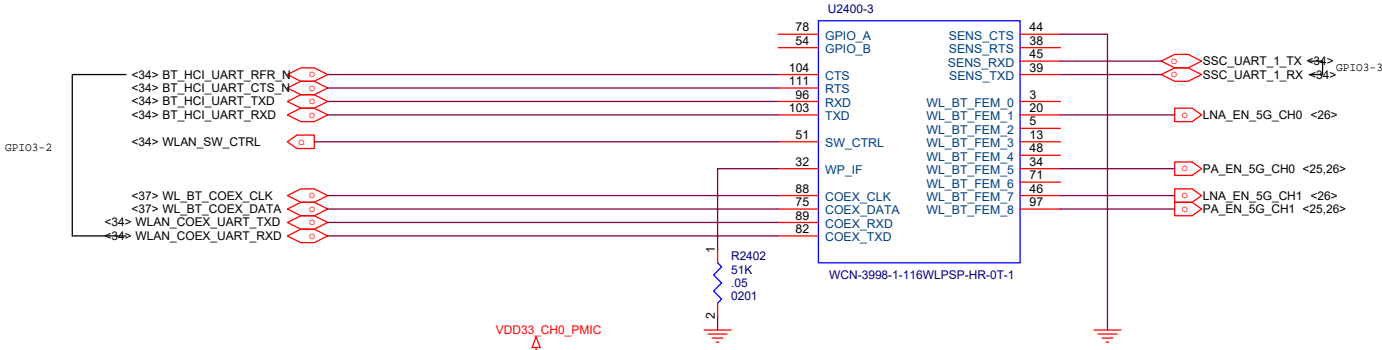 U2400-3
78 GPIO_A SENS_CTS 44
54 GPIO_B SENS_RTS 38
SENS_RXD 45 SSC_UART_1_TX <34>
<34> BT_HCI_UART_RFR_N 104 CTS SENS_TXD 39 SSC_UART_1_RX <34>
GPIO3-3
<34> BT_HCI_UART_CTS_N 111 RTS
<34> BT_HCI_UART_TXD 96 RXD WL_BT_FEM_0 3
<34> BT_HCI_UART_RXD 103 TXD WL_BT_FEM_1 20 LNA_EN_5G_CH0 <26>
WL_BT_FEM_2 5
<34> WLAN_SW_CTRL 51 SW_CTRL WL_BT_FEM_3 13
GPIO3-2
WL_BT_FEM_4 48
32 WP_IF WL_BT_FEM_5 34 PA_EN_5G_CH0 <25,26>
WL_BT_FEM_6 71
<37> WL_BT_COEX_CLK 88 COEX_CLK WL_BT_FEM_7 46 LNA_EN_5G_CH1 <26>
<37> WL_BT_COEX_DATA 75 COEX_DATA WL_BT_FEM_8 97 PA_EN_5G_CH1 <25,26>
<34> WLAN_COEX_UART_TXD 89 COEX_RXD
<34> WLAN_COEX_UART_RXD 82 COEX_TXD
1
R2402
51K
.05
0201
2
WCN-3998-1-116WLPSP-HR-0T-1
VDD33_CH0_PMIC